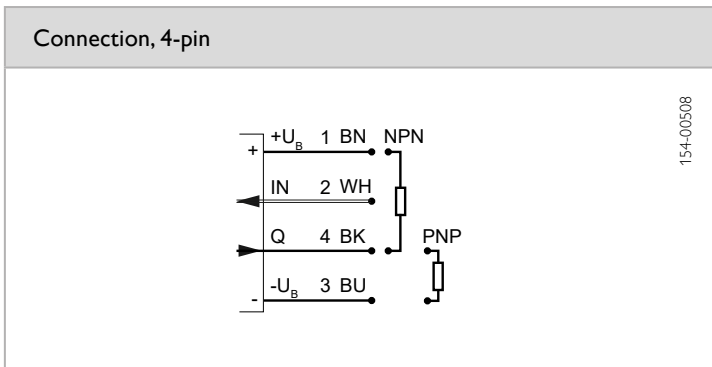 Connection, 4-pin
154-00508
+ +U_B 1 BN NPN
IN 2 WH
Q 4 BK PNP
- -U_B 3 BU